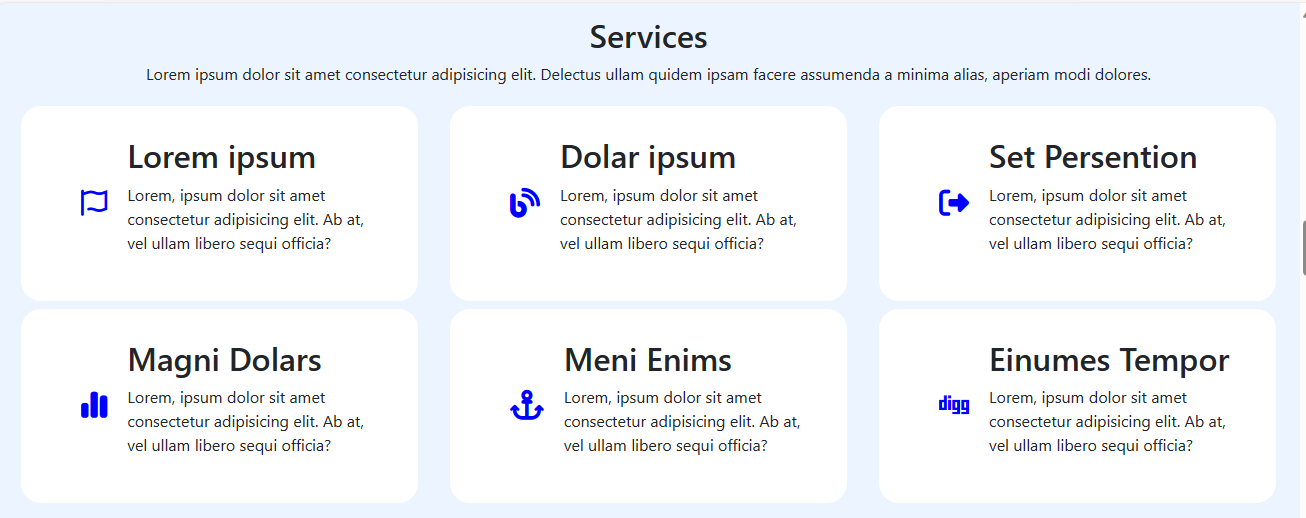 Services
Lorem ipsum dolor sit amet consectetur adipisicing elit. Delectus ullam quidem ipsam facere assumenda a minima alias, aperiam modi dolores.
Lorem ipsum
Lorem, ipsum dolor sit amet
consectetur adipisicing elit. Ab at,
vel ullam libero sequi officia?
Dolar ipsum
Lorem, ipsum dolor sit amet
consectetur adipisicing elit. Ab at,
vel ullam libero sequi officia?
Set Persention
Lorem, ipsum dolor sit amet
consectetur adipisicing elit. Ab at,
vel ullam libero sequi officia?
Magni Dolars
Lorem, ipsum dolor sit amet
consectetur adipisicing elit. Ab at,
vel ullam libero sequi officia?
Meni Enims
Lorem, ipsum dolor sit amet
consectetur adipisicing elit. Ab at,
vel ullam libero sequi officia?
Einumes Tempor
digg
Lorem, ipsum dolor sit amet
consectetur adipisicing elit. Ab at,
vel ullam libero sequi officia?